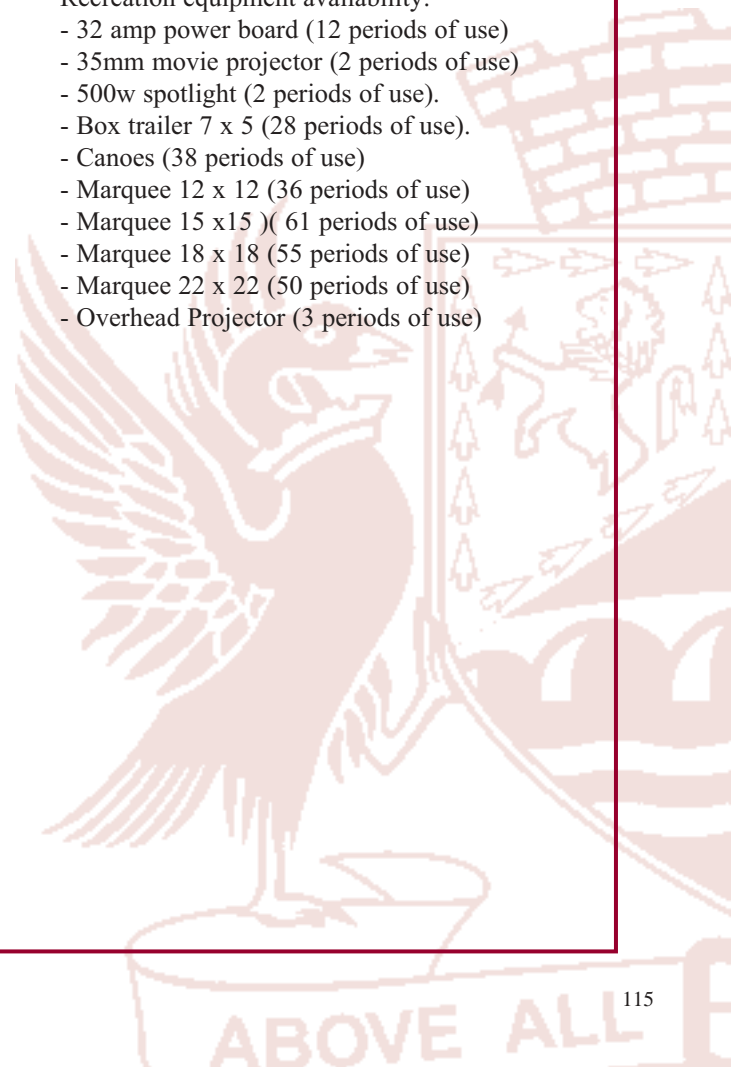 Recreation equipment availability:
- 32 amp power board (12 periods of use)
- 35mm movie projector (2 periods of use)
- 500w spotlight (2 periods of use).
- Box trailer 7 x 5 (28 periods of use).
- Canoes (38 periods of use)
- Marquee 12 x 12 (36 periods of use)
- Marquee 15 x15 )( 61 periods of use)
- Marquee 18 x 18 (55 periods of use)
- Marquee 22 x 22 (50 periods of use)
- Overhead Projector (3 periods of use)
115
ABOVE ALL